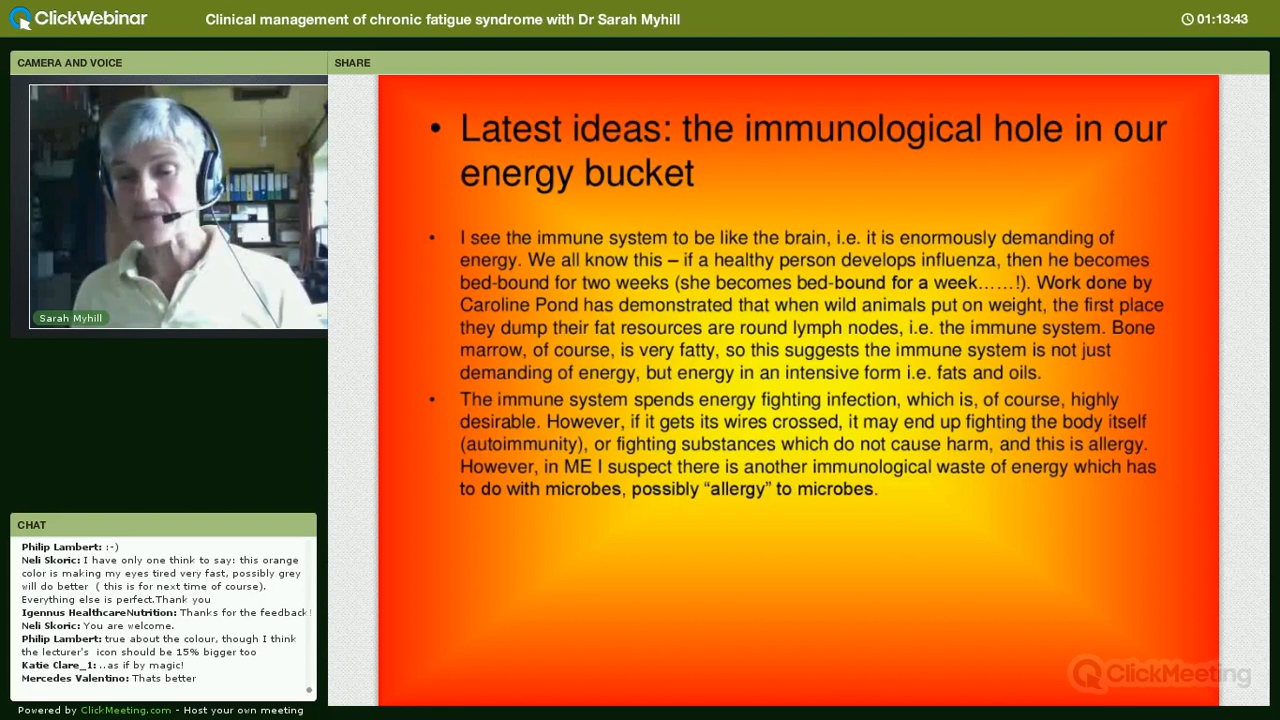 ClickWebinar
Clinical management of chronic fatigue syndrome with Dr Sarah Myhill
01:13:43
CAMERA AND VOICE
SHARE
Sarah Myhill
• Latest ideas: the immunological hole in our
energy bucket
• I see the immune system to be like the brain, i.e. it is enormously demanding of
energy. We all know this – if a healthy person develops influenza, then he becomes
bed-bound for two weeks (she becomes bed-bound for a week……!). Work done by
Caroline Pond has demonstrated that when wild animals put on weight, the first place
they dump their fat resources are round lymph nodes, i.e. the immune system. Bone
marrow, of course, is very fatty, so this suggests the immune system is not just
demanding of energy, but energy in an intensive form i.e. fats and oils.
• The immune system spends energy fighting infection, which is, of course, highly
desirable. However, if it gets its wires crossed, it may end up fighting the body itself
(autoimmunity), or fighting substances which do not cause harm, and this is allergy.
However, in ME I suspect there is another immunological waste of energy which has
to do with microbes, possibly “allergy” to microbes.
CHAT
Philip Lambert: :-)
Neli Skoric: I have only one think to say: this orange
color is making my eyes tired very fast, possibly grey
will do better ( this is for next time of course).
Everything else is perfect.Thank you
Igennus HealthcareNutrition: Thanks for the feedback!
Neli Skoric: You are welcome.
Philip Lambert: true about the colour, though I think
the lecturer's icon should be 15% bigger too
Katie Clare_1: ..as if by magic!
Mercedes Valentino: Thats better
ClickMeeting
Powered by ClickMeeting.com - Host your own meeting